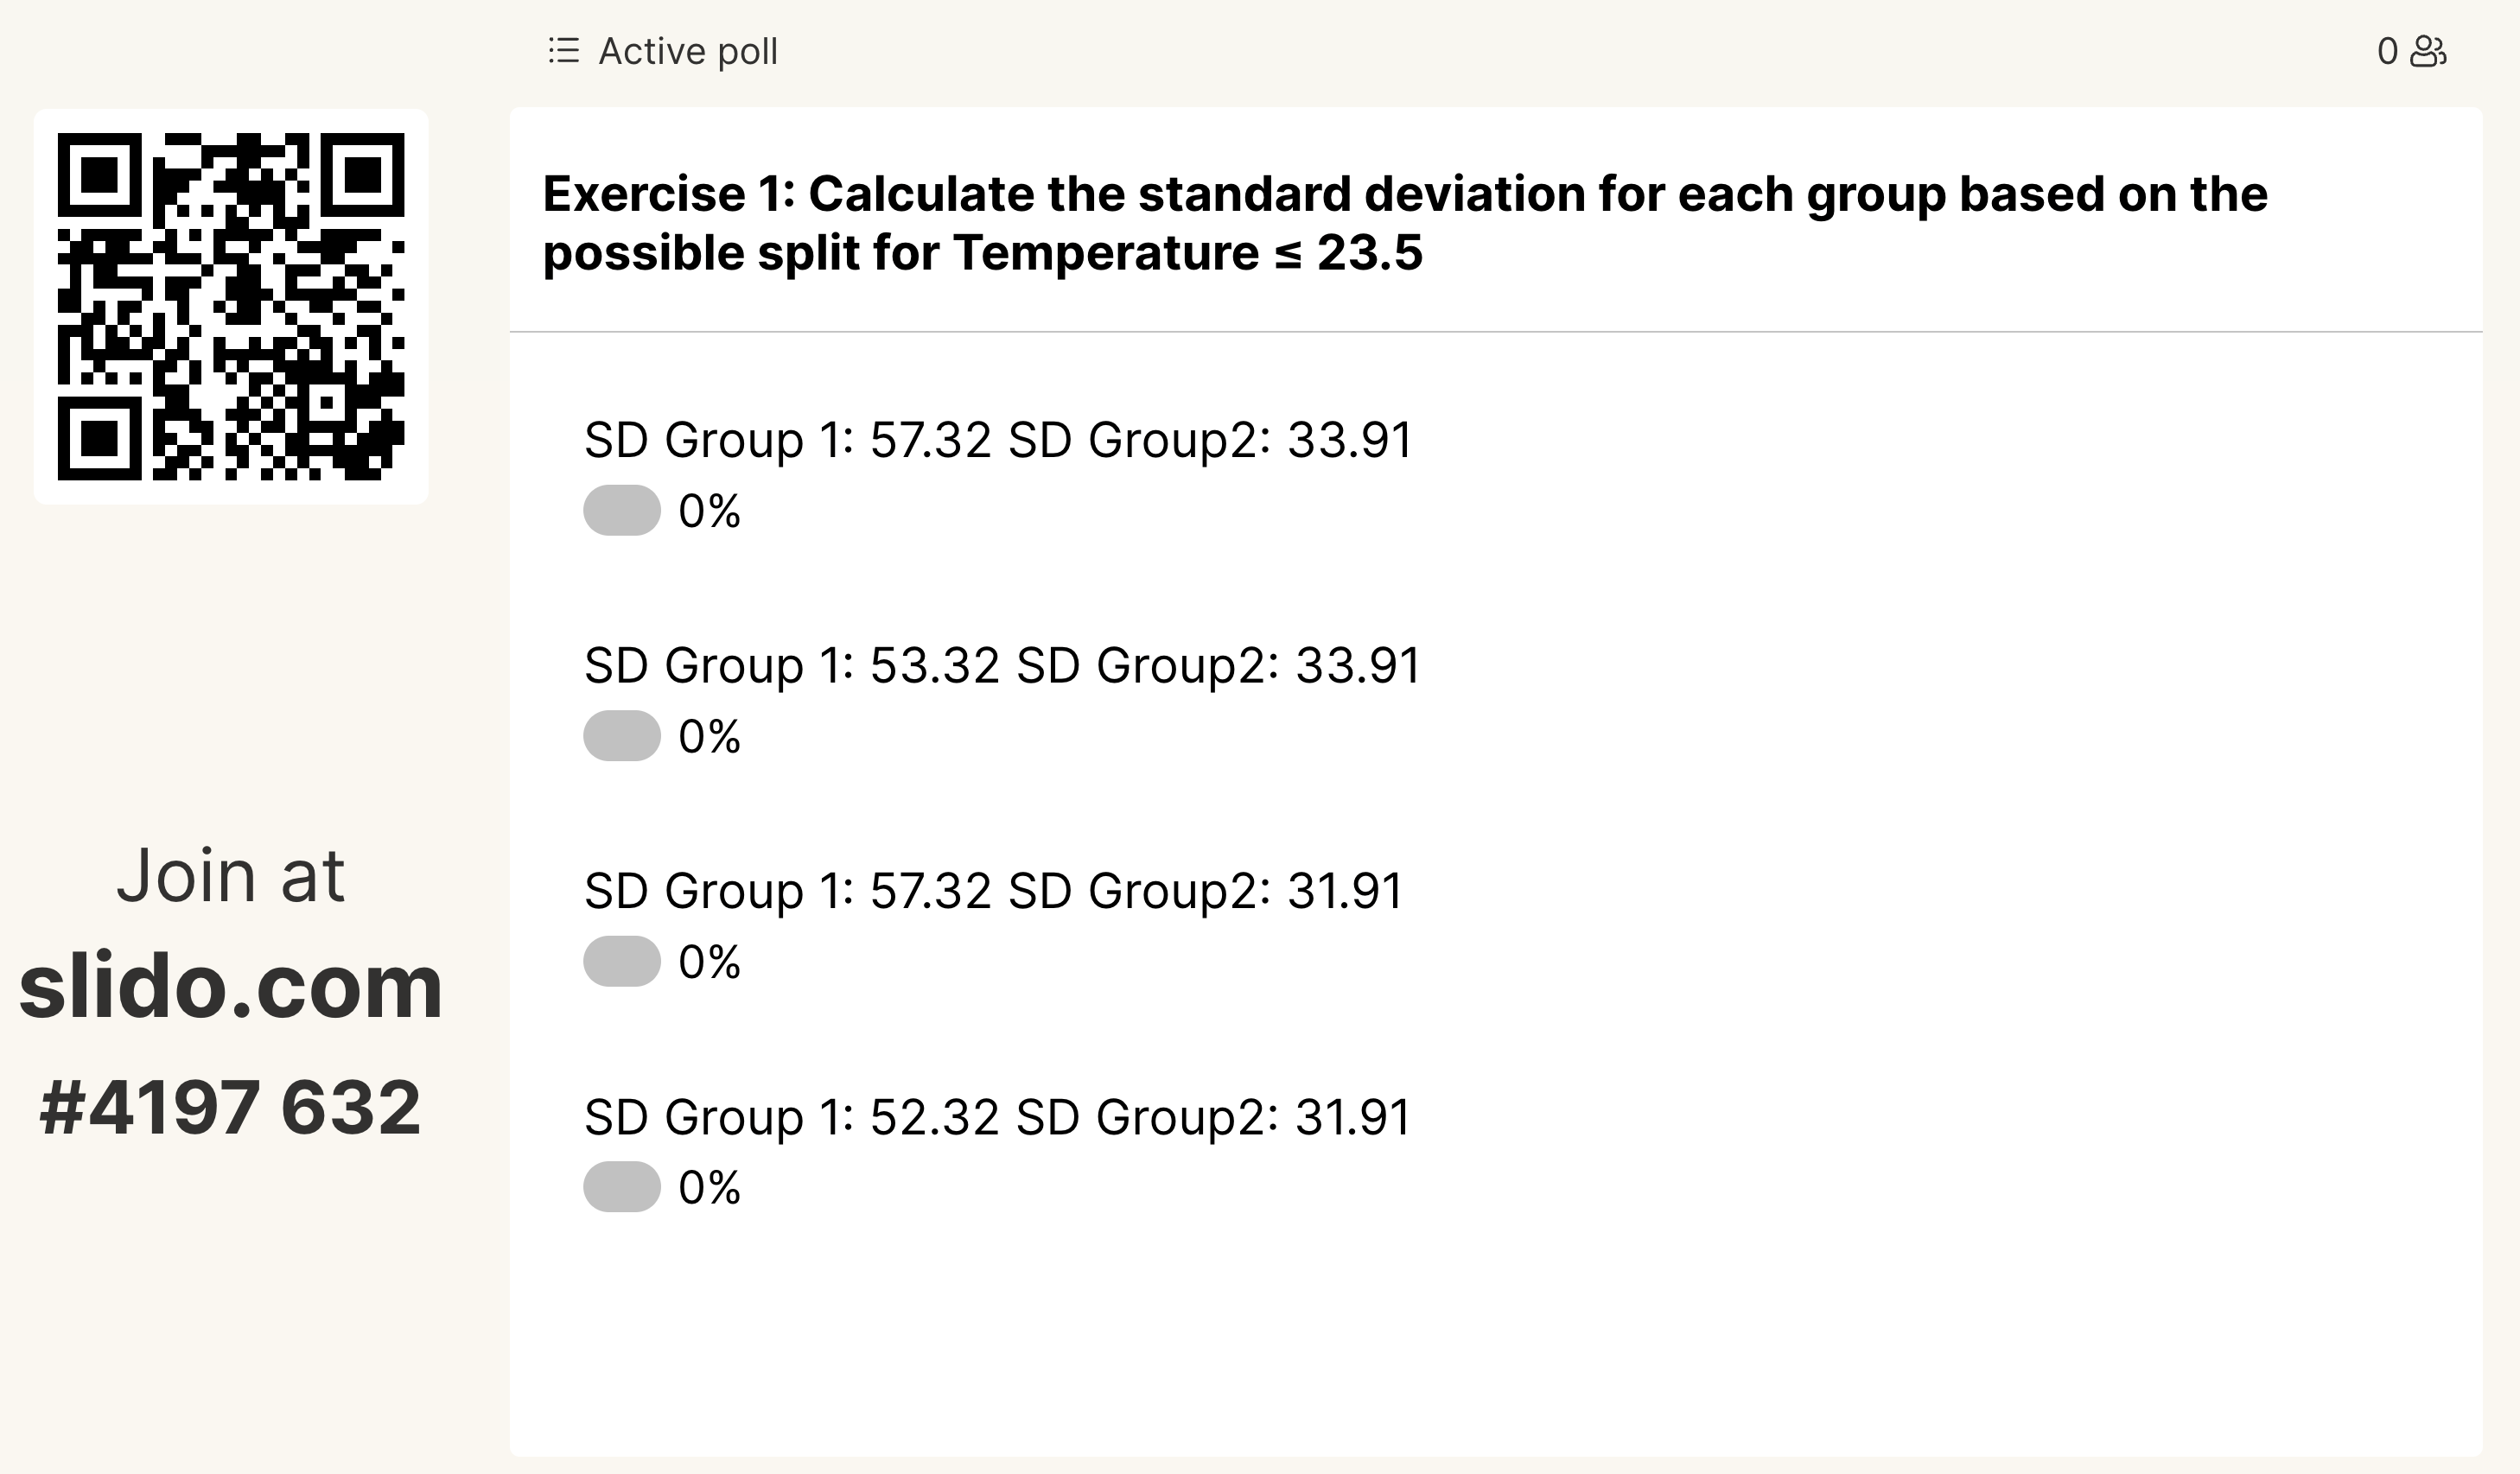 Active poll
0
Exercise 1: Calculate the standard deviation for each group based on the
possible split for Temperature ≤ 23.5
SD Group 1: 57.32 SD Group2: 33.91
0%
SD Group 1: 53.32 SD Group2: 33.91
0%
SD Group 1: 57.32 SD Group2: 31.91
0%
SD Group 1: 52.32 SD Group2: 31.91
0%
Join at
slido.com
#4197 632